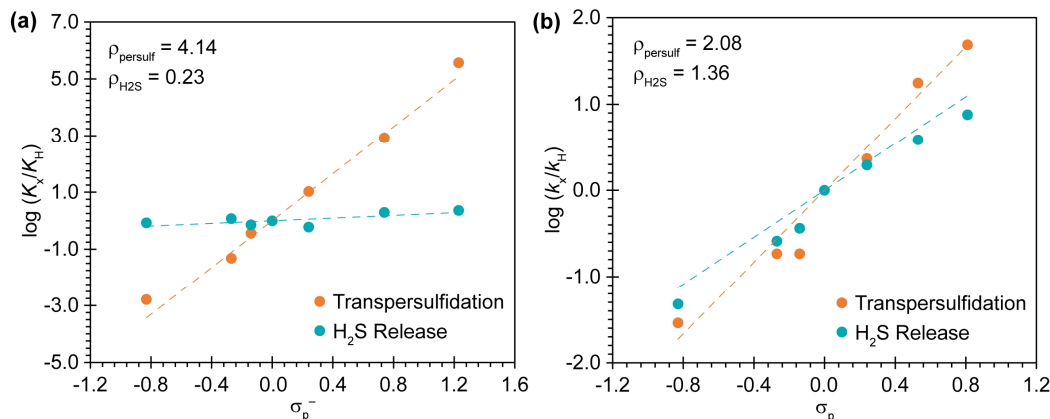 (a)
ρpersulf = 4.14
ρH2S = 0.23
log (Kx/KH)
7.0
5.0
3.0
1.0
-1.0
-3.0
-5.0
Transpersulfidation
H₂S Release
-1.2 -0.8 -0.4 0.0 0.4 0.8 1.2 1.6
σp⁻
(b)
ρpersulf = 2.08
ρH2S = 1.36
log (kx/kH)
2.0
1.0
0.0
-1.0
-2.0
Transpersulfidation
H₂S Release
-1.2 -0.8 -0.4 0.0 0.4 0.8 1.2
σp